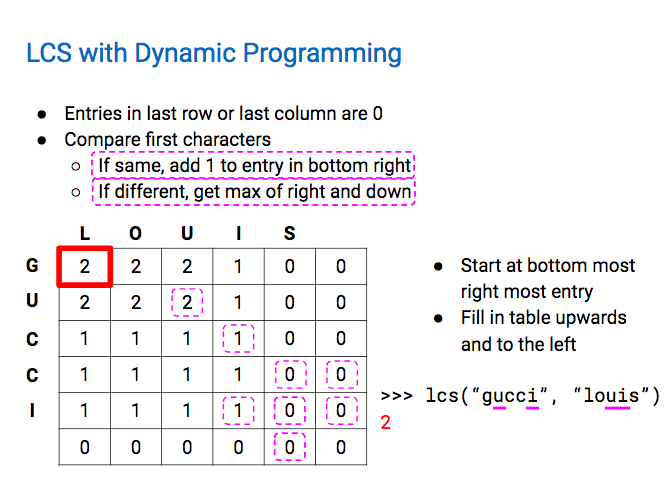 LCS with Dynamic Programming
● Entries in last row or last column are 0
● Compare first characters
○ If same, add 1 to entry in bottom right
○ If different, get max of right and down
L O U I S
G 2 2 2 1 0 0
U 2 2 2 1 0 0
C 1 1 1 1 0 0
C 1 1 1 1 0 0
I 1 1 1 1 0 0
0 0 0 0 0 0
● Start at bottom most
right most entry
● Fill in table upwards
and to the left
>>> lcs(“gucci”, “louis”)
2